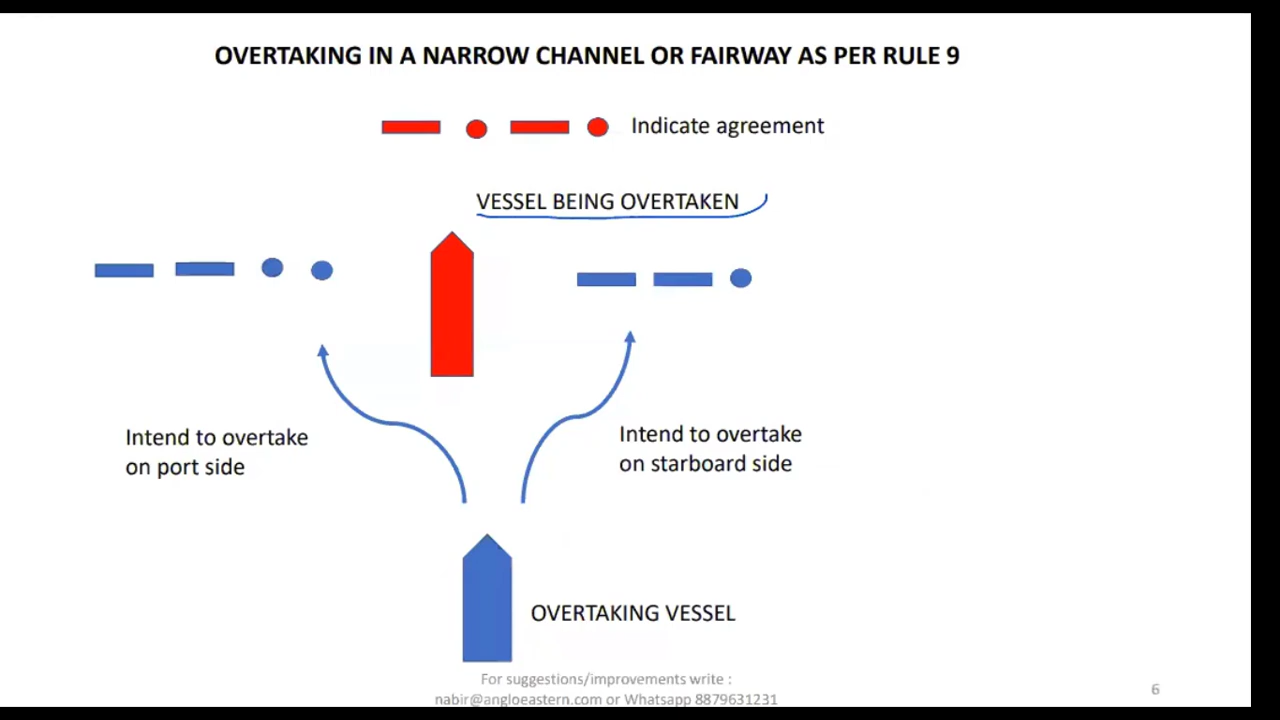 OVERTAKING IN A NARROW CHANNEL OR FAIRWAY AS PER RULE 9
Indicate agreement
VESSEL BEING OVERTAKEN
Intend to overtake
on port side
Intend to overtake
on starboard side
OVERTAKING VESSEL
For suggestions/improvements write :
nabir@angloeastern.com or Whatsapp 8879631231
6